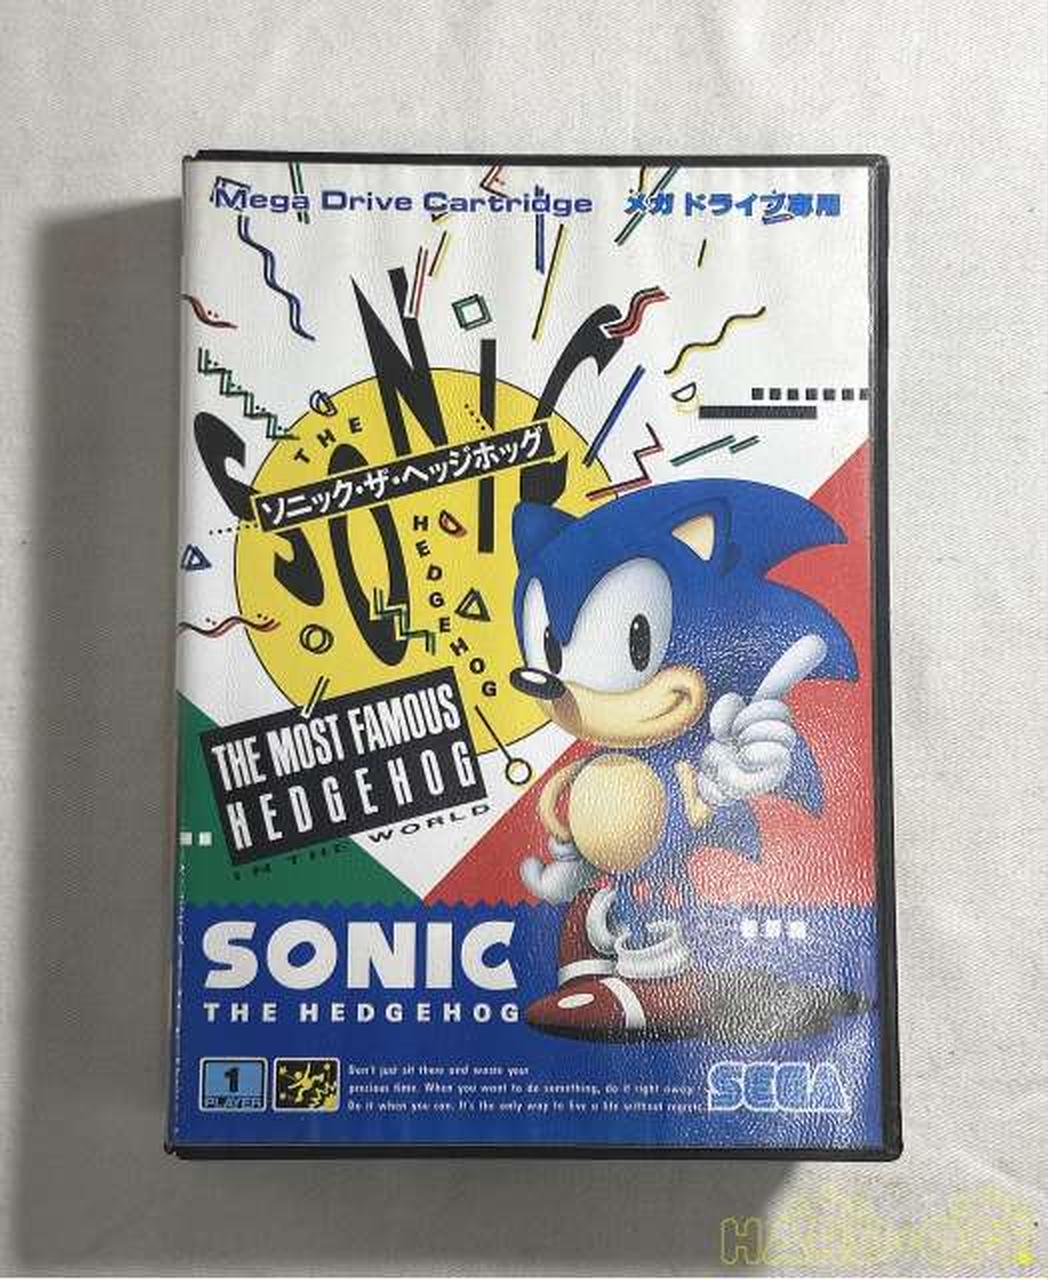 Mega Drive Cartridge メガドライブ専用
SONIC
THE
ソニック・ザ・ヘッジホッグ
HEDGEHOG
THE MOST FAMOUS
HEDGEHOG
IN THE WORLD
SONIC
THE HEDGEHOG
1
PLAYER
Don't just sit there and waste your
precious time. When you want to do something, do it right away.
Do it when you can. It's the only way to live a life without regrets.
SEGA
HARD-OFF